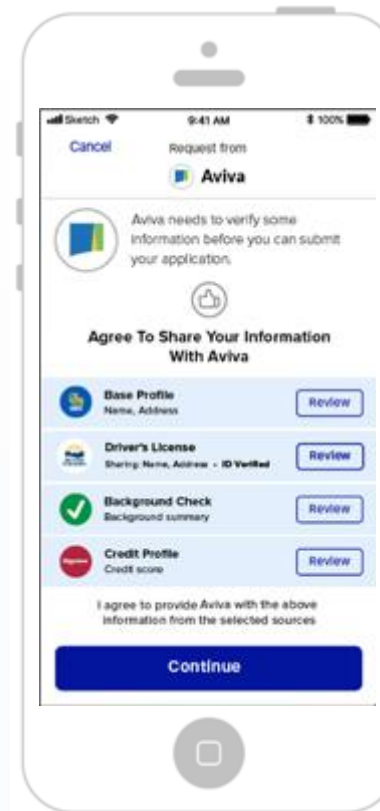 Sketch 9:41 AM 100%
Cancel Request from
Aviva
Aviva needs to verify some
information before you can submit
your application.
Agree To Share Your Information
With Aviva
Base Profile
Name, Address
Review
Driver's License
Sharing: Name, Address - ID Verified
Review
Background Check
Background summary
Review
Credit Profile
Credit score
Review
I agree to provide Aviva with the above
information from the selected sources
Continue